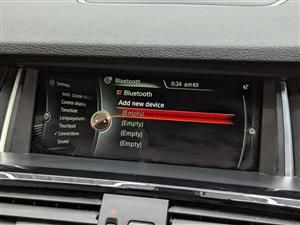 Settings
Bluetooth
6:34 am
Bluetooth
Control display
Add new device
Time/date
(Empty)
Language/units
(Empty)
Touchpad
(Empty)
Connections
(Empty)
Sound